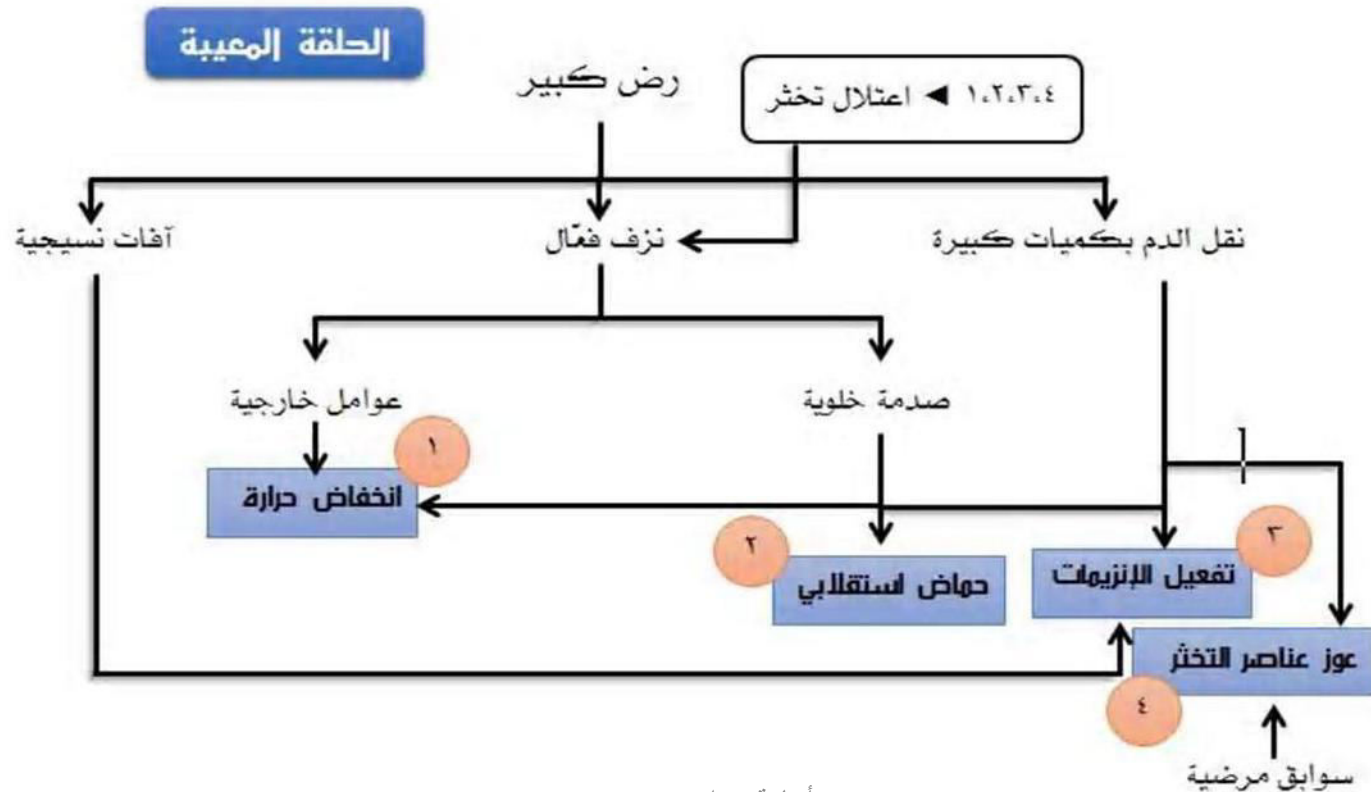 الحلقة المعيبة
رض كبير
١،٢،٣،٤ ◄ اعتلال تخثر
نقل الدم بكميات كبيرة
نزف فعّال
آفات نسيجية
صدمة خلوية
عوامل خارجية
١
انخفاض حرارة
٣
تفعيل الإنزيمات
٢
حماض استقلابي
عوز عناصر التخثر
٤
سوابق مرضية